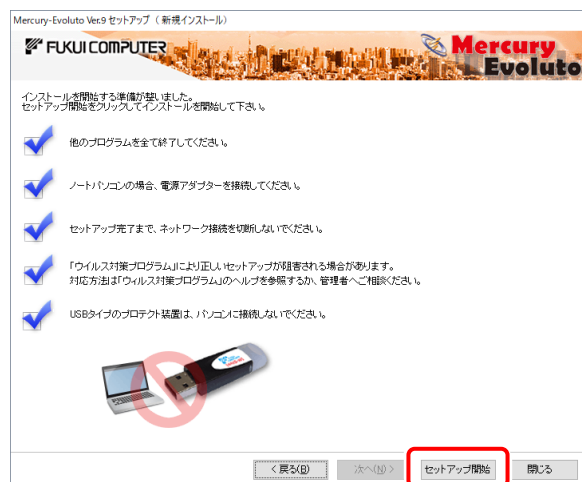 Mercury-Evoluto Ver.9 セットアップ（ 新規インストール）
FUKUI COMPUTER
Mercury
Evoluto
インストールを開始する準備が整いました。
セットアップ開始をクリックしてインストールを開始して下さい。
他のプログラムを全て終了してください。
ノートパソコンの場合、電源アダプターを接続してください。
セットアップ完了まで、ネットワーク接続を切断しないでください。
「ウイルス対策プログラム」により正しいセットアップが阻害される場合があります。
対応方法は「ウィルス対策プログラム」のヘルプを参照するか、管理者へご相談ください。
USBタイプのプロテクト装置は、パソコンに接続しないでください。
< 戻る(B)
次へ(N) >
セットアップ開始
閉じる